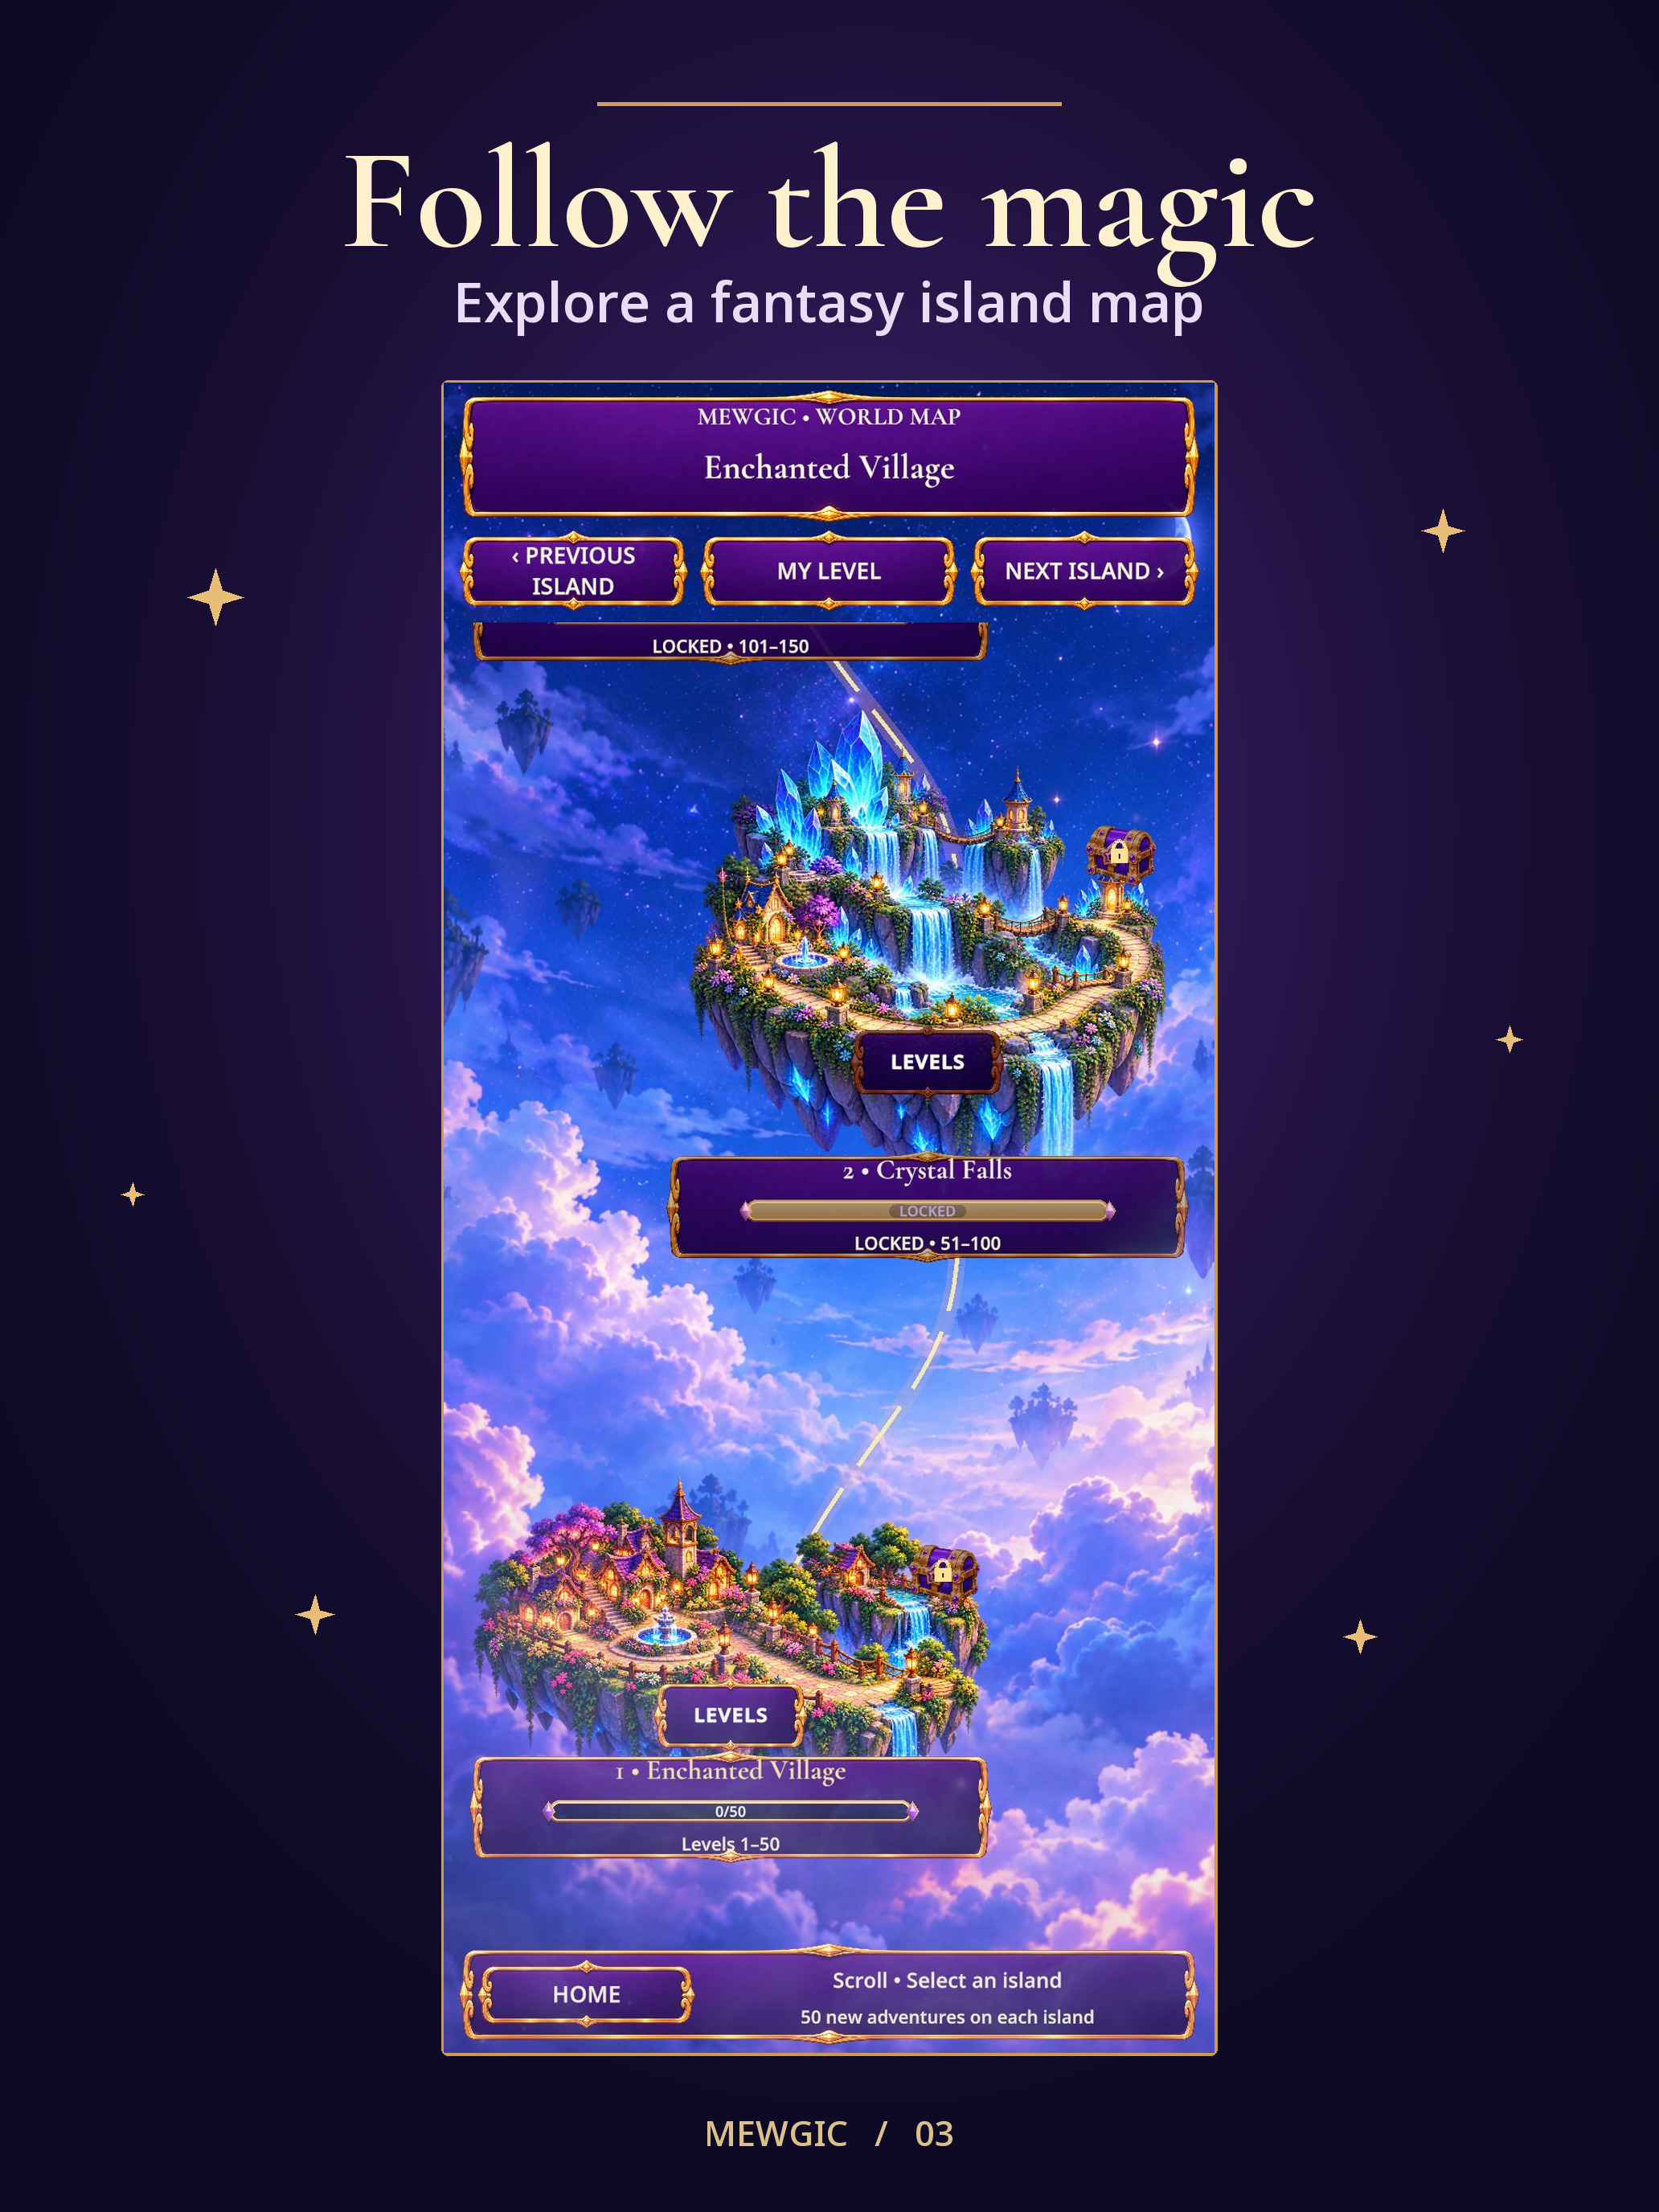 Follow the magic
Explore a fantasy island map
MEWGIC • WORLD MAP
Enchanted Village
‹ PREVIOUS
ISLAND
MY LEVEL
NEXT ISLAND ›
LOCKED • 101–150
LEVELS
2 • Crystal Falls
LOCKED
LOCKED • 51–100
LEVELS
1 • Enchanted Village
0/50
Levels 1–50
HOME
Scroll • Select an island
50 new adventures on each island
MEWGIC / 03